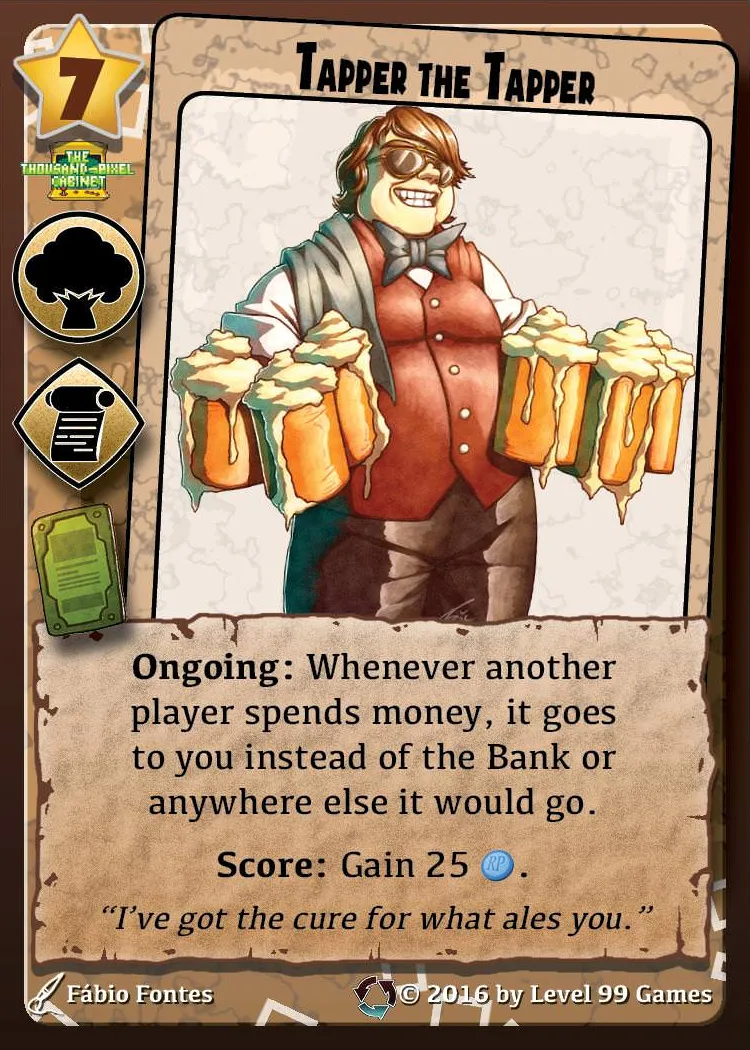 7
TAPPER THE TAPPER
THE
THOUSAND-PIXEL
CABINET
Ongoing: Whenever another
player spends money, it goes
to you instead of the Bank or
anywhere else it would go.
Score: Gain 25 RP.
“I’ve got the cure for what ales you.”
Fábio Fontes
© 2016 by Level 99 Games